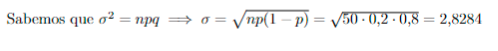 Sabemos que σ² = npq ⟹ σ = √np(1 − p) = √50 · 0,2 · 0,8 = 2,8284